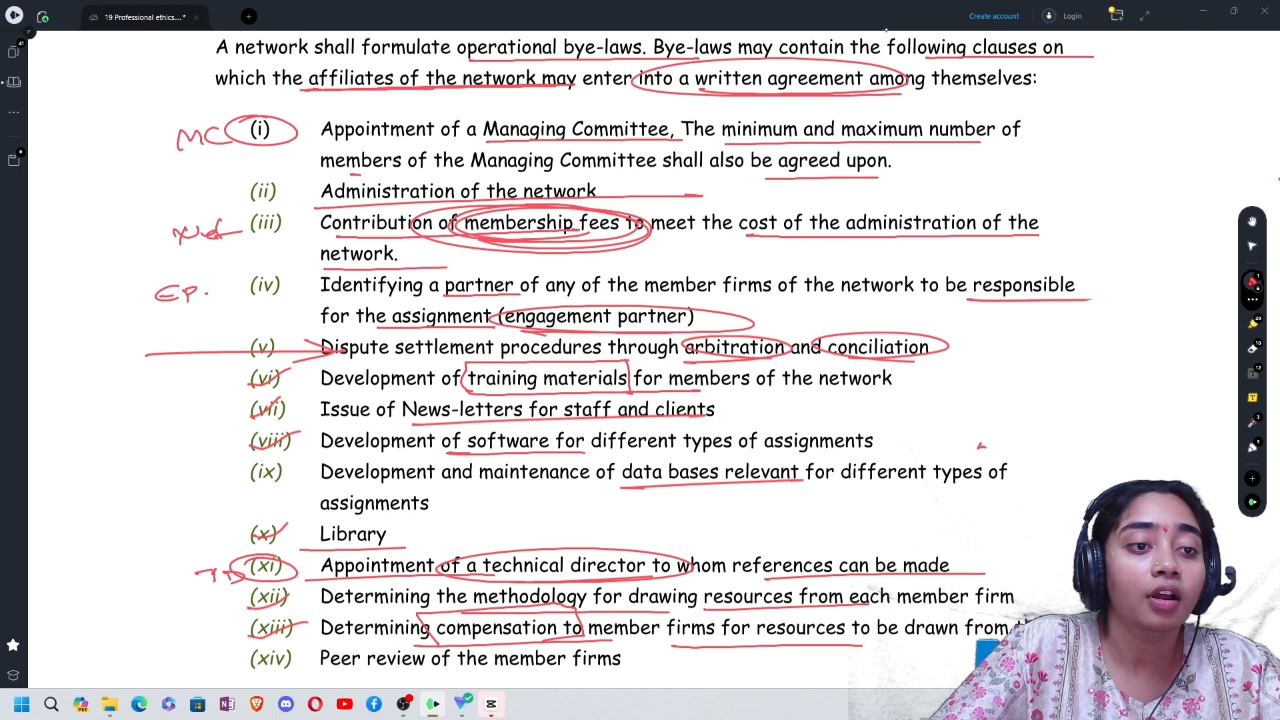 19 Professional ethics....*
Create account
Login
A network shall formulate operational bye-laws. Bye-laws may contain the following clauses on
which the affiliates of the network may enter into a written agreement among themselves:
MC (i) Appointment of a Managing Committee, The minimum and maximum number of
members of the Managing Committee shall also be agreed upon.
(ii) Administration of the network
(iii) Contribution of membership fees to meet the cost of the administration of the
network.
EP. (iv) Identifying a partner of any of the member firms of the network to be responsible
for the assignment (engagement partner)
(v) Dispute settlement procedures through arbitration and conciliation
(vi) Development of training materials for members of the network
(vii) Issue of News-letters for staff and clients
(viii) Development of software for different types of assignments
(ix) Development and maintenance of data bases relevant for different types of
assignments
(x) Library
(xi) Appointment of a technical director to whom references can be made
(xii) Determining the methodology for drawing resources from each member firm
(xiii) Determining compensation to member firms for resources to be drawn from
(xiv) Peer review of the member firms